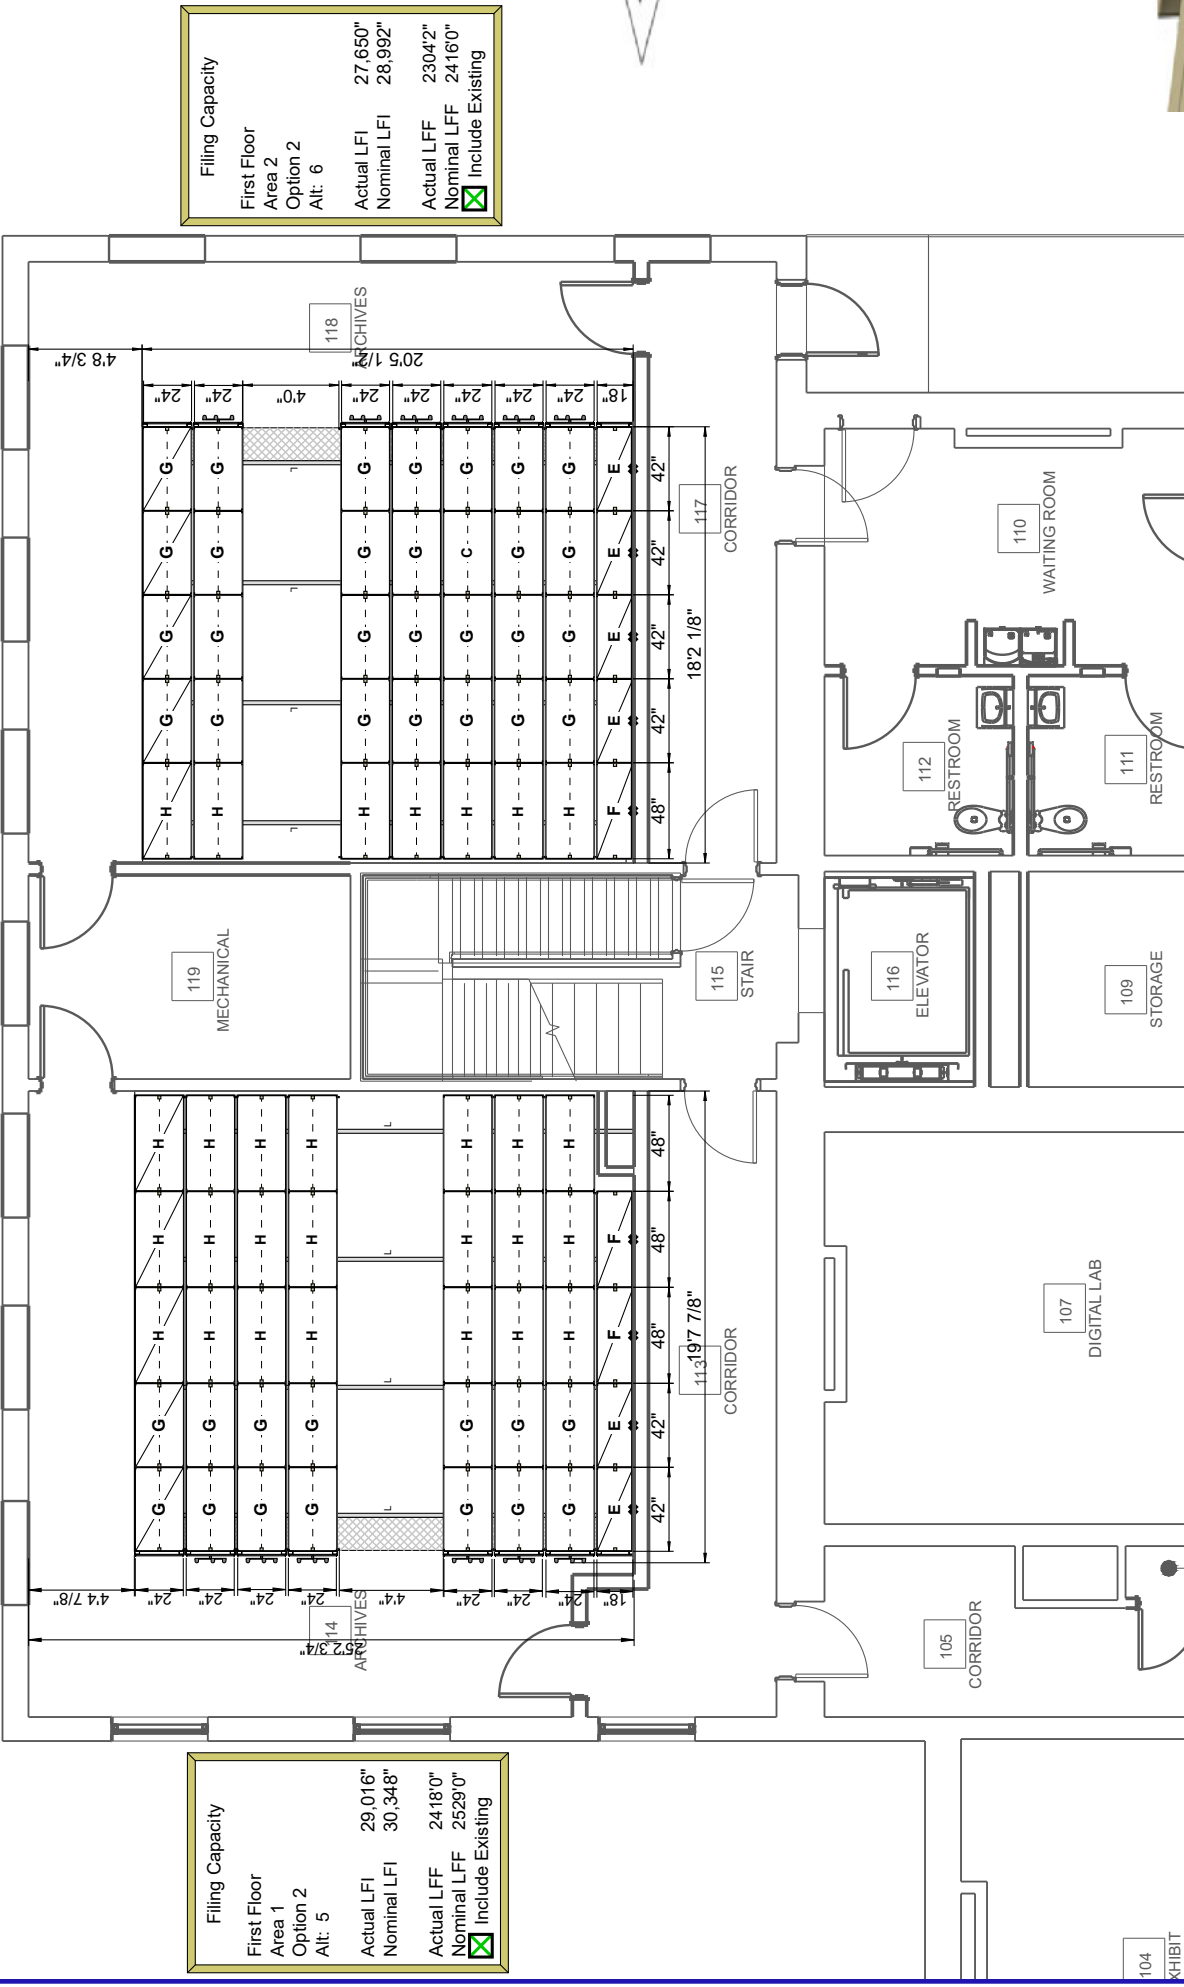 Filing Capacity
First Floor
Area 1
Option 2
Alt: 5
Actual LFI 29,016"
Nominal LFI 30,348"
Actual LFF 2418'0"
Nominal LFF 2529'0"
Include Existing
114
ARCHIVES
25'2 3/4"
4'4 7/8"
24"
24"
24"
24"
4'4"
24"
24"
24"
18"
G G H H H
G G H H H
G G H H H
G G H H H
L L L L
G G H H H
G G H H H
G G H H H
E E F F
42" 42" 48" 48" 48"
19'7 7/8"
113
CORRIDOR
119
MECHANICAL
115
STAIR
H G G G G
H G G G G
L L L L
H G G G G
H G G G G
H G G C G
H G G G G
H G G G G
F E E E E
48" 42" 42" 42" 42"
18'2 1/8"
117
CORRIDOR
24"
24"
4'0"
24"
24"
24"
24"
24"
18"
4'8 3/4"
20'5 1/2"
118
ARCHIVES
Filing Capacity
First Floor
Area 2
Option 2
Alt: 6
Actual LFI 27,650"
Nominal LFI 28,992"
Actual LFF 2304'2"
Nominal LFF 2416'0"
Include Existing
105
CORRIDOR
116
ELEVATOR
112
RESTROOM
110
WAITING ROOM
104
XHIBIT
107
DIGITAL LAB
109
STORAGE
111
RESTROOM